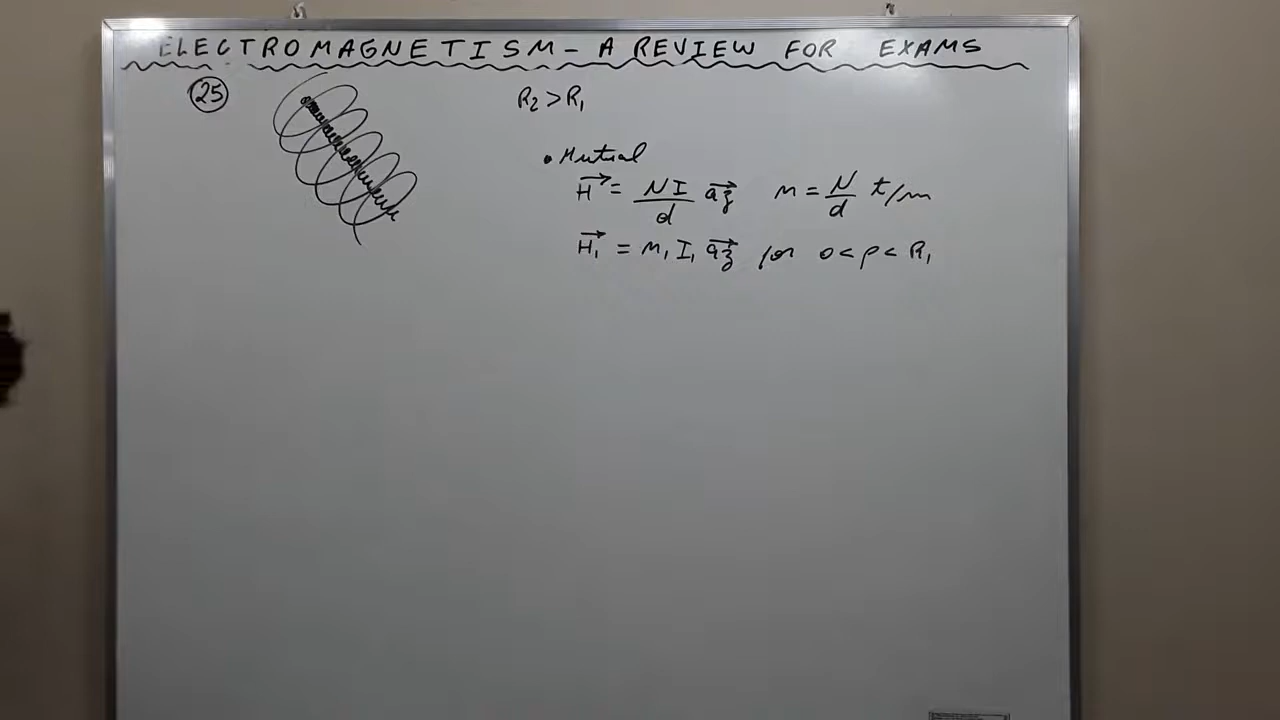 ELECTROMAGNETISM - A REVIEW FOR EXAMS
25
R₂ > R₁
• Mutual
H⃗ = NI/d a⃗z n = N/d t/m
H⃗₁ = n₁ I₁ a⃗z for 0 < ρ < R₁